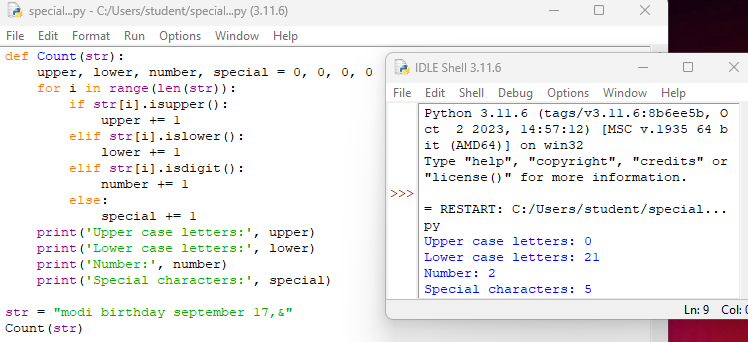 special...py - C:/Users/student/special...py (3.11.6)
File Edit Format Run Options Window Help
def Count(str):
    upper, lower, number, special = 0, 0, 0, 0
    for i in range(len(str)):
        if str[i].isupper():
            upper += 1
        elif str[i].islower():
            lower += 1
        elif str[i].isdigit():
            number += 1
        else:
            special += 1
    print('Upper case letters:', upper)
    print('Lower case letters:', lower)
    print('Number:', number)
    print('Special characters:', special)
str = "modi birthday september 17,&"
Count(str)
IDLE Shell 3.11.6
File Edit Shell Debug Options Window Help
Python 3.11.6 (tags/v3.11.6:8b6ee5b, O
ct  2 2023, 14:57:12) [MSC v.1935 64 b
it (AMD64)] on win32
Type "help", "copyright", "credits" or
"license()" for more information.
>>>
= RESTART: C:/Users/student/special...
py
Upper case letters: 0
Lower case letters: 21
Number: 2
Special characters: 5
Ln: 9 Col: 0